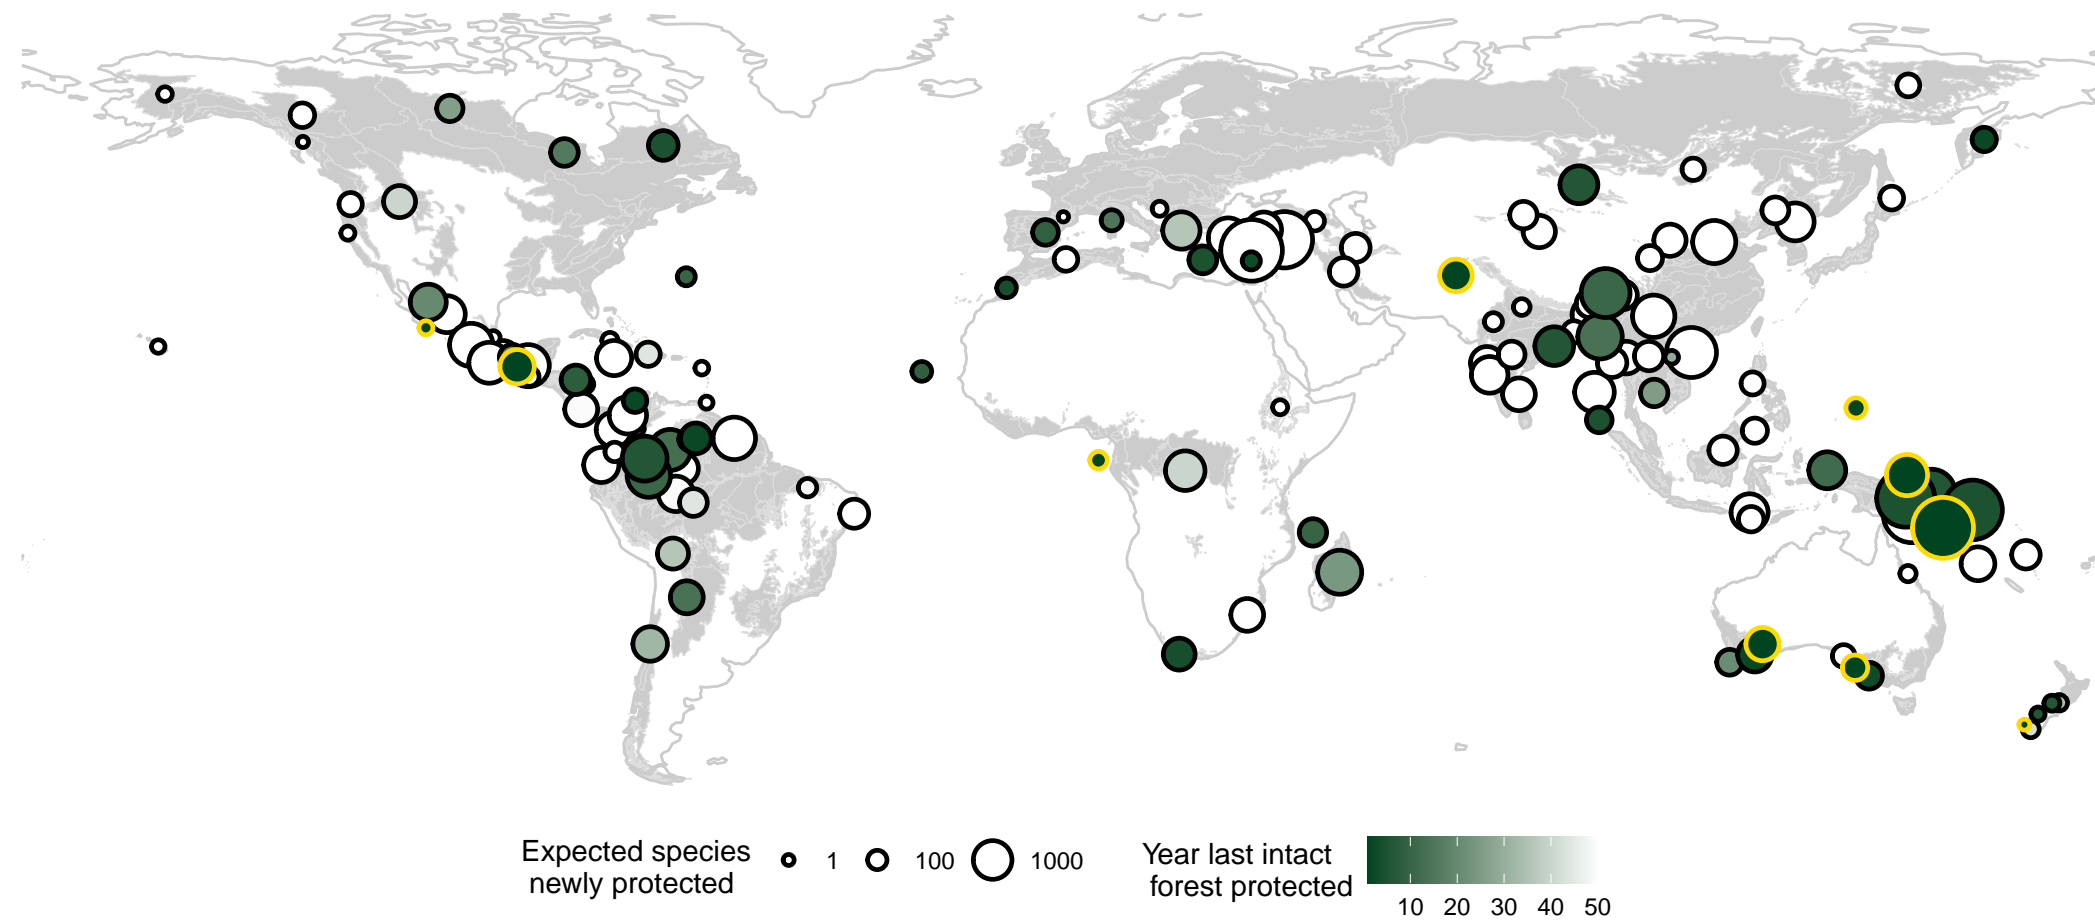 Expected species
newly protected
1
100
1000
Year last intact
forest protected
10 20 30 40 50